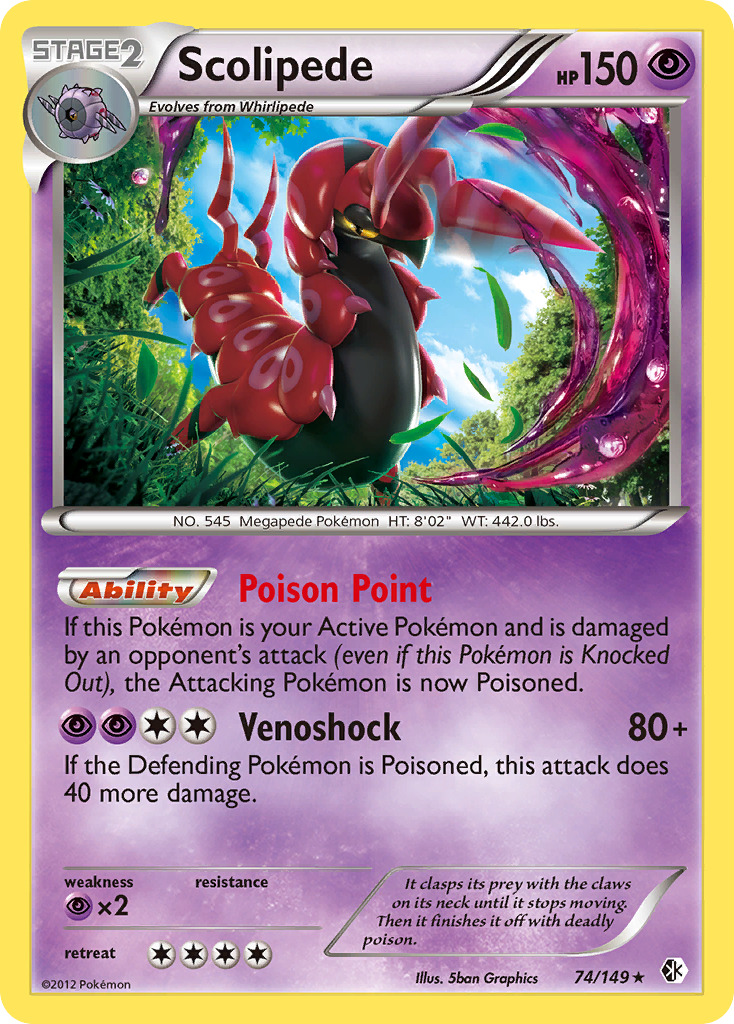 STAGE2
Scolipede
HP150
Evolves from Whirlipede
NO. 545 Megapede Pokémon HT: 8'02" WT: 442.0 lbs.
Ability Poison Point
If this Pokémon is your Active Pokémon and is damaged
by an opponent's attack (even if this Pokémon is Knocked
Out), the Attacking Pokémon is now Poisoned.
Venoshock 80+
If the Defending Pokémon is Poisoned, this attack does
40 more damage.
weakness resistance
×2
retreat
It clasps its prey with the claws
on its neck until it stops moving.
Then it finishes it off with deadly
poison.
©2012 Pokémon
Illus. 5ban Graphics 74/149★